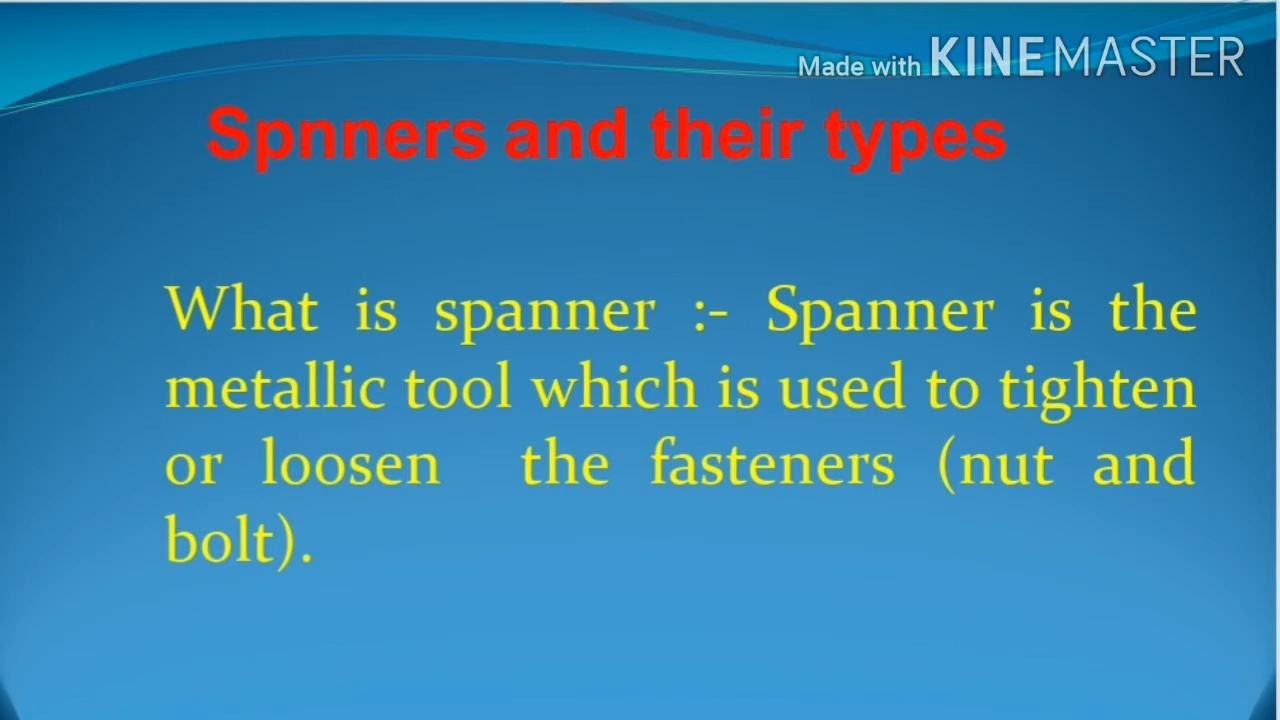 Made with KINEMASTER
Spnners and their types
What is spanner :- Spanner is the
metallic tool which is used to tighten
or loosen the fasteners (nut and
bolt).